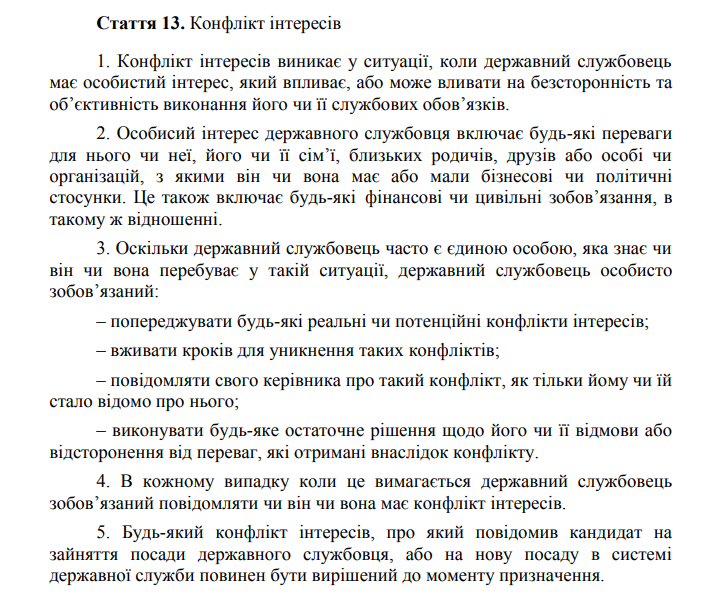 Стаття 13. Конфлікт інтересів
1. Конфлікт інтересів виникає у ситуації, коли державний службовець
має особистий інтерес, який впливає, або може вливати на безсторонність та
об’єктивність виконання його чи її службових обов’язків.
2. Особисий інтерес державного службовця включає будь-які переваги
для нього чи неї, його чи її сім’ї, близьких родичів, друзів або особі чи
організацій, з якими він чи вона має або мали бізнесові чи політичні
стосунки. Це також включає будь-які фінансові чи цивільні зобов’язання, в
такому ж відношенні.
3. Оскільки державний службовець часто є єдиною особою, яка знає чи
він чи вона перебуває у такій ситуації, державний службовець особисто
зобов’язаний:
– попереджувати будь-які реальні чи потенційні конфлікти інтересів;
– вживати кроків для уникнення таких конфліктів;
– повідомляти свого керівника про такий конфлікт, як тільки йому чи їй
стало відомо про нього;
– виконувати будь-яке остаточне рішення щодо його чи її відмови або
відсторонення від переваг, які отримані внаслідок конфлікту.
4. В кожному випадку коли це вимагається державний службовець
зобов’язаний повідомляти чи він чи вона має конфлікт інтересів.
5. Будь-який конфлікт інтересів, про який повідомив кандидат на
зайняття посади державного службовця, або на нову посаду в системі
державної служби повинен бути вирішений до моменту призначення.